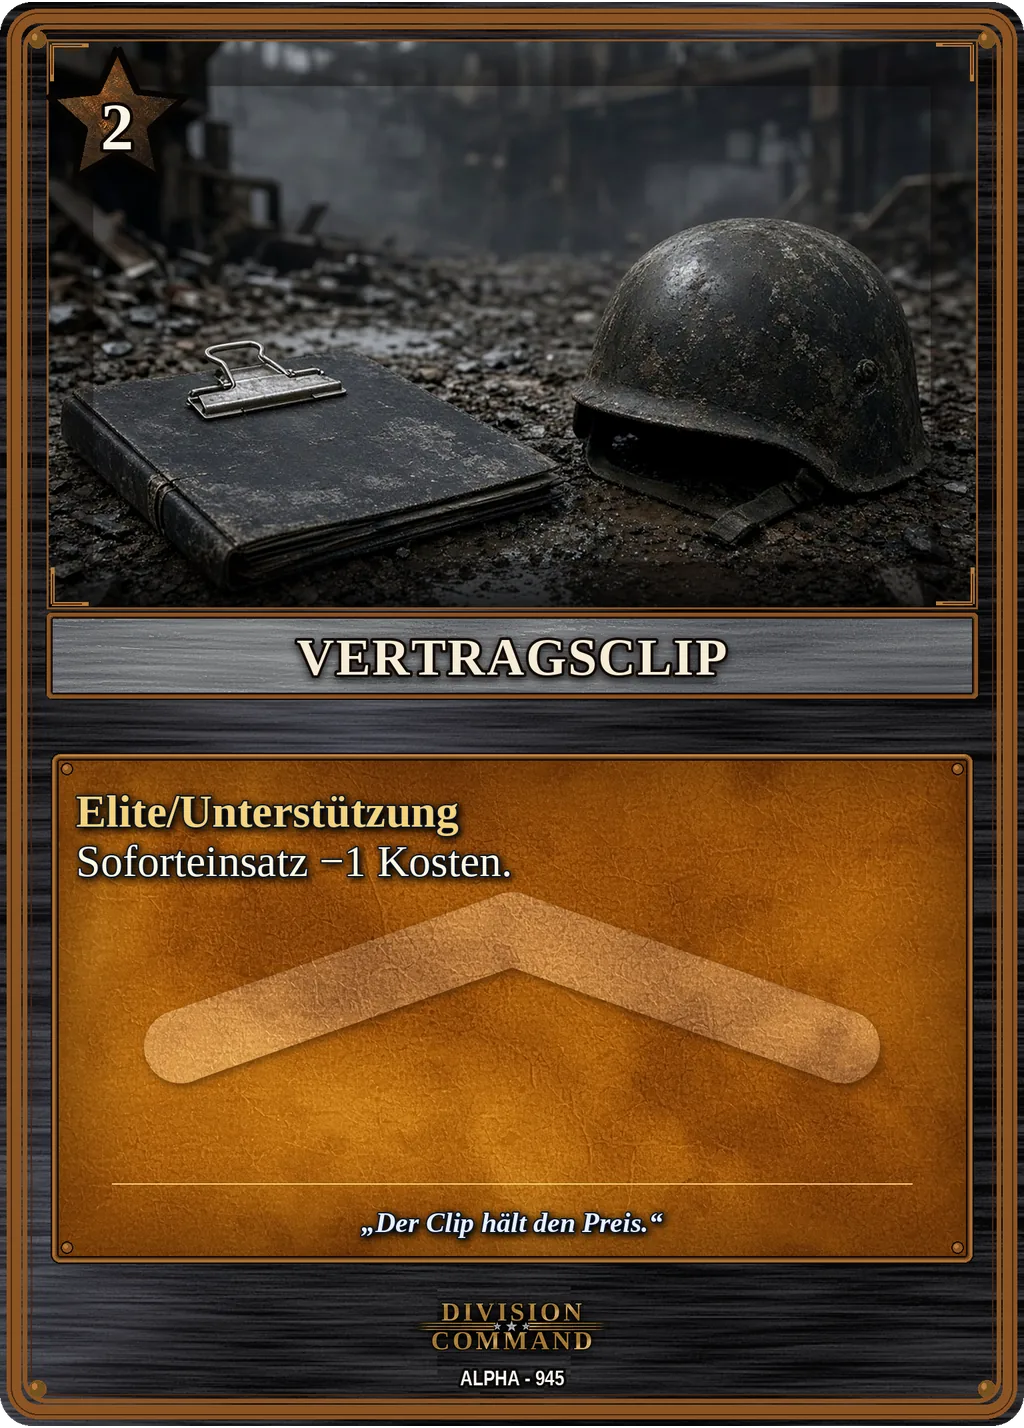 2
VERTRAGSCLIP
Elite/Unterstützung
Soforteinsatz −1 Kosten.
„Der Clip hält den Preis.“
DIVISION
COMMAND
ALPHA - 945